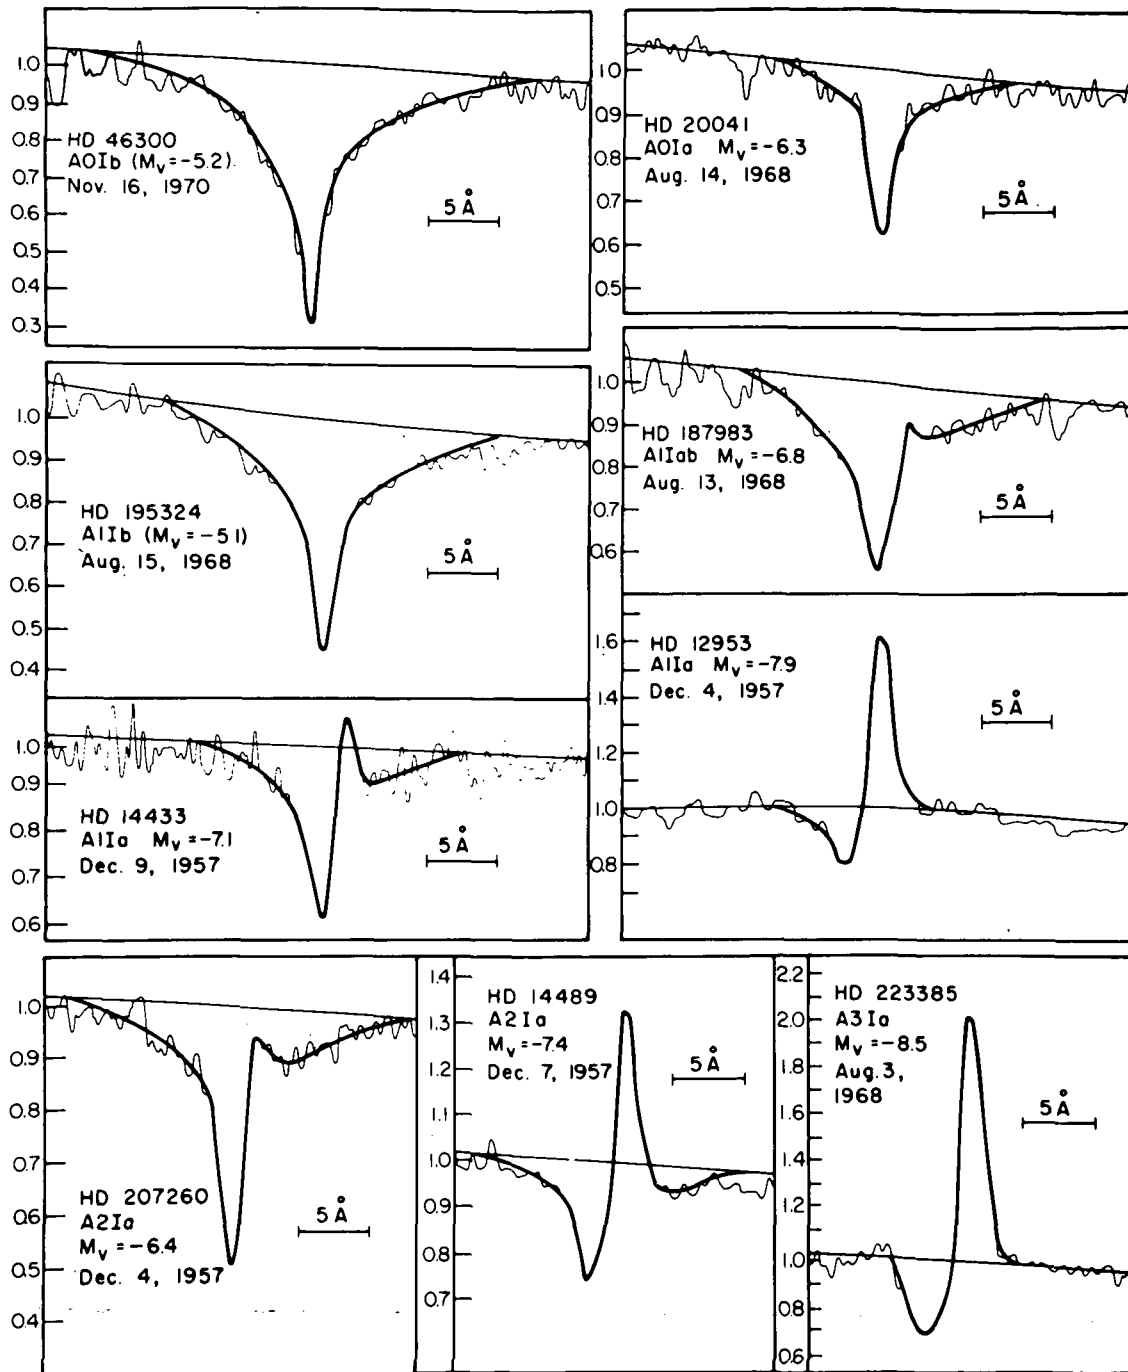 1.0
0.9
0.8
0.7
0.6
0.5
0.4
0.3
HD 46300
A0Ib (Mv=-5.2).
Nov. 16, 1970
5 Å
1.0
0.9
0.8
0.7
0.6
0.5
HD 20041
A0Ia Mv=-6.3
Aug. 14, 1968
5 Å
1.0
0.9
0.8
0.7
0.6
0.5
0.4
HD 195324
A1Ib (Mv=-5.1)
Aug. 15, 1968
5 Å
1.0
0.9
0.8
0.7
0.6
HD 187983
A1Iab Mv=-6.8
Aug. 13, 1968
5 Å
1.0
0.9
0.8
0.7
0.6
HD 14433
A1Ia Mv=-7.1
Dec. 9, 1957
5 Å
1.6
1.4
1.2
1.0
0.8
HD 12953
A1Ia Mv=-7.9
Dec. 4, 1957
5 Å
1.0
0.9
0.8
0.7
0.6
0.5
0.4
HD 207260
A2Ia
Mv=-6.4
Dec. 4, 1957
5 Å
1.4
1.3
1.2
1.1
1.0
0.9
0.8
0.7
HD 14489
A2Ia
Mv=-7.4
Dec. 7, 1957
5 Å
2.2
2.0
1.8
1.6
1.4
1.2
1.0
0.8
0.6
HD 223385
A3Ia
Mv=-8.5
Aug. 3,
1968
5 Å